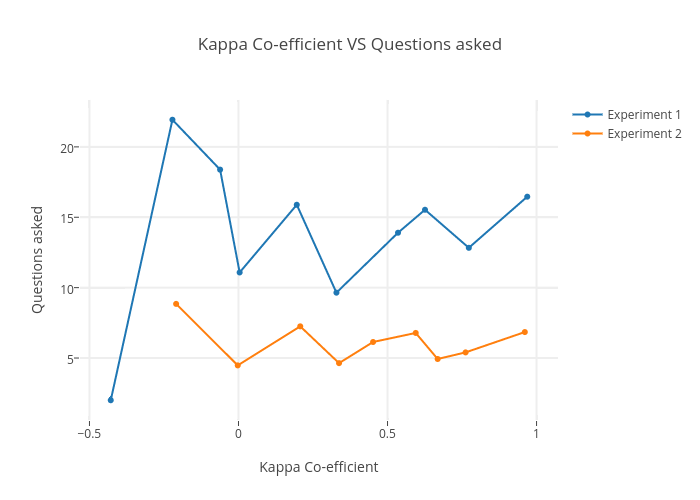 Kappa Co-efficient VS Questions asked
Experiment 1
Experiment 2
Questions asked
20
15
10
5
−0.5
0
0.5
1
Kappa Co-efficient